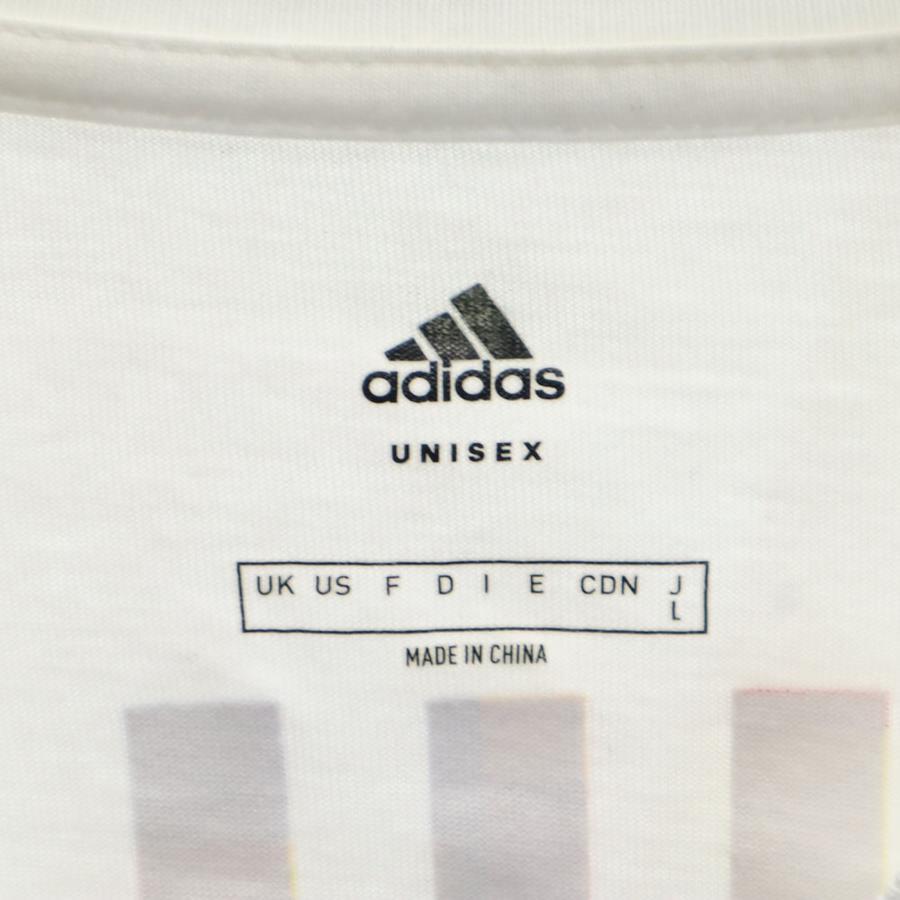 adidas
UNISEX
UK US F D I E CDN J
L
MADE IN CHINA